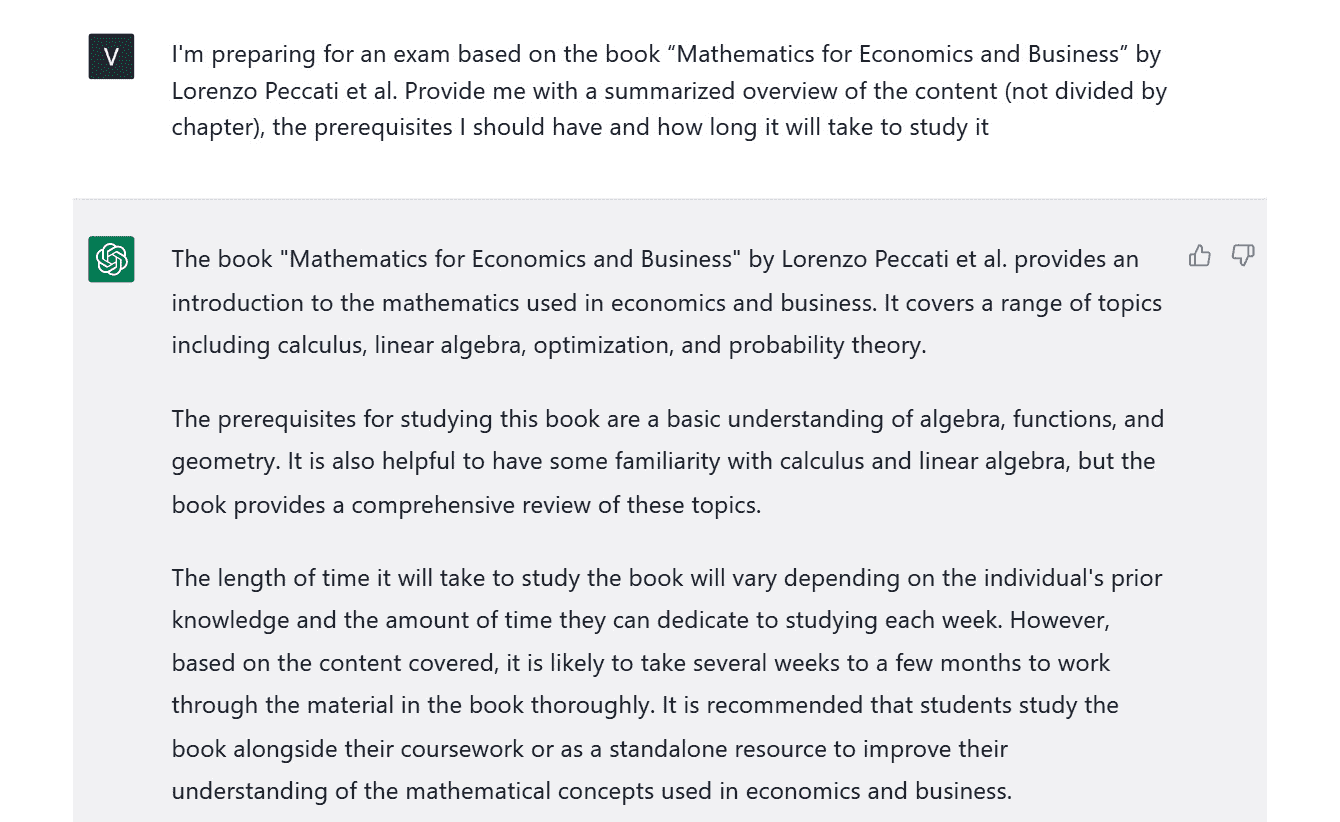 V
I'm preparing for an exam based on the book “Mathematics for Economics and Business” by
Lorenzo Peccati et al. Provide me with a summarized overview of the content (not divided by
chapter), the prerequisites I should have and how long it will take to study it
The book "Mathematics for Economics and Business" by Lorenzo Peccati et al. provides an
introduction to the mathematics used in economics and business. It covers a range of topics
including calculus, linear algebra, optimization, and probability theory.
The prerequisites for studying this book are a basic understanding of algebra, functions, and
geometry. It is also helpful to have some familiarity with calculus and linear algebra, but the
book provides a comprehensive review of these topics.
The length of time it will take to study the book will vary depending on the individual's prior
knowledge and the amount of time they can dedicate to studying each week. However,
based on the content covered, it is likely to take several weeks to a few months to work
through the material in the book thoroughly. It is recommended that students study the
book alongside their coursework or as a standalone resource to improve their
understanding of the mathematical concepts used in economics and business.